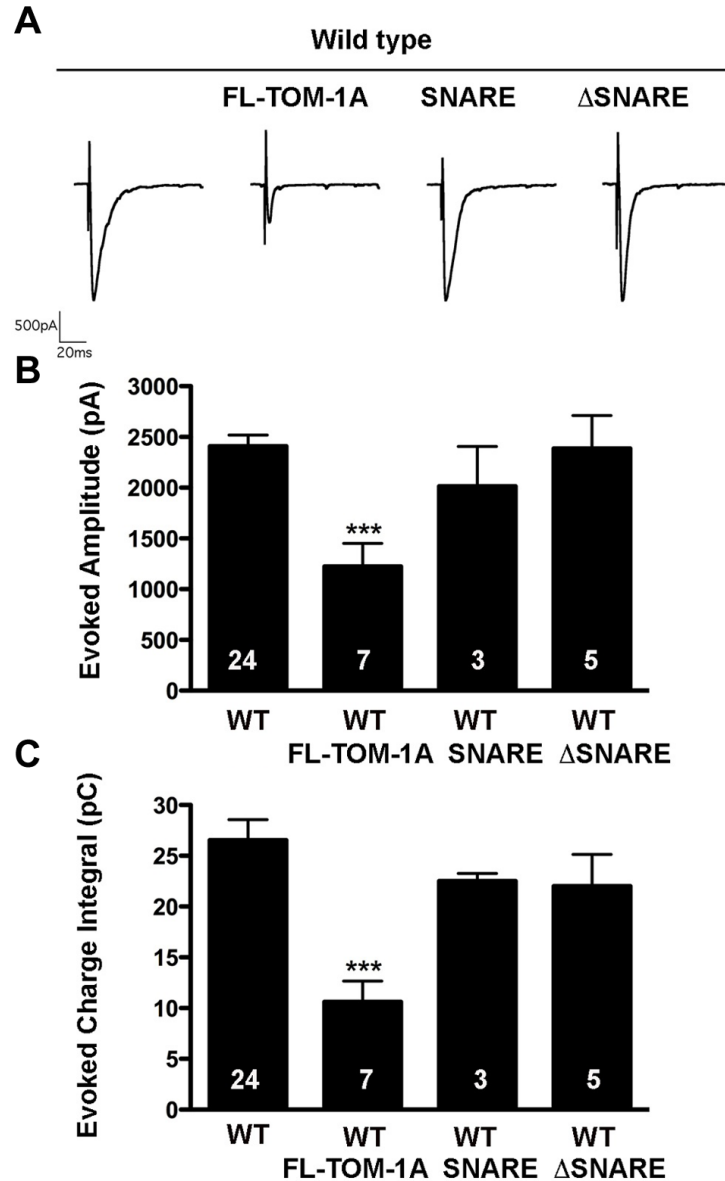 A
Wild type
FL-TOM-1A SNARE ΔSNARE
500pA
20ms
B
Evoked Amplitude (pA)
3000
2500
2000
1500
1000
500
0
***
24 7 3 5
WT WT WT WT
FL-TOM-1A SNARE ΔSNARE
C
Evoked Charge Integral (pC)
30
25
20
15
10
5
0
***
24 7 3 5
WT WT WT WT
FL-TOM-1A SNARE ΔSNARE